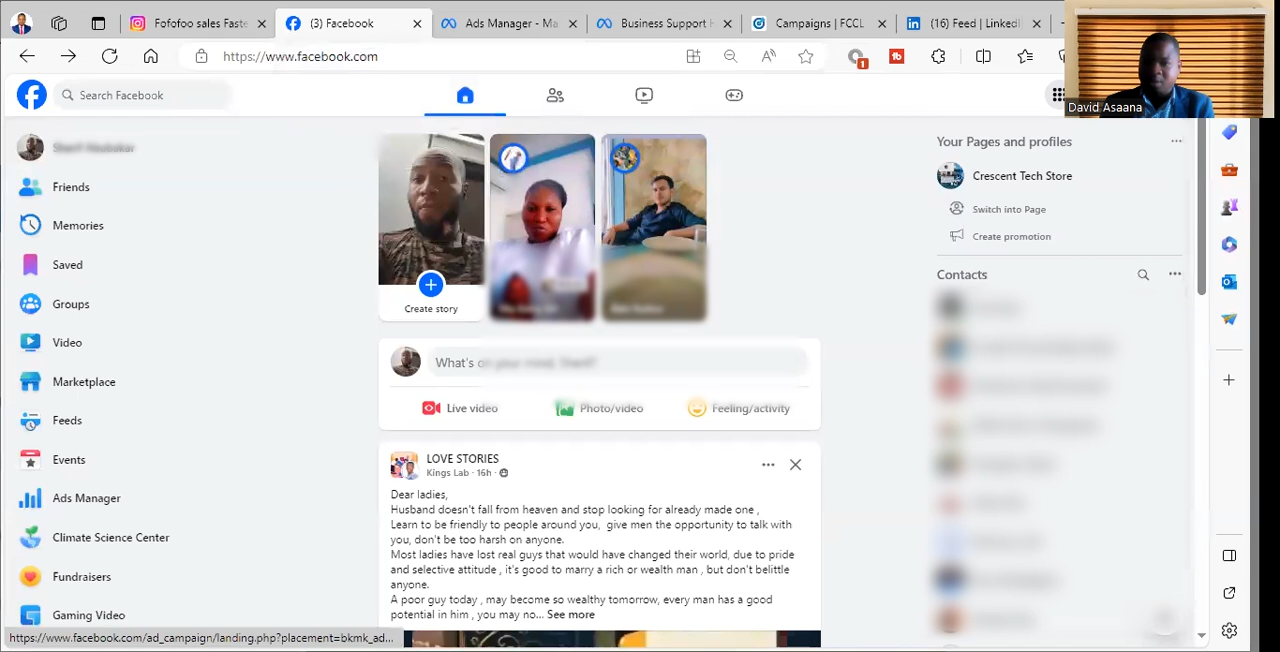 Fofofoo sales Faste
(3) Facebook
Ads Manager - Ma
Business Support H
Campaigns | FCCL
(16) Feed | LinkedI
https://www.facebook.com
1
David Asaana
Search Facebook
Friends
Memories
Saved
Groups
Video
Marketplace
Feeds
Events
Ads Manager
Climate Science Center
Fundraisers
Gaming Video
https://www.facebook.com/ad_campaign/landing.php?placement=bkmk_ad...
Create story
What's on your mind, Sherif?
Live video
Photo/video
Feeling/activity
LOVE STORIES
Kings Lab · 16h ·
Dear ladies,
Husband doesn't fall from heaven and stop looking for already made one ,
Learn to be friendly to people around you, give men the opportunity to talk with
you, don't be too harsh on anyone.
Most ladies have lost real guys that would have changed their world, due to pride
and selective attitude , it's good to marry a rich or wealth man , but don't belittle
anyone.
A poor guy today , may become so wealthy tomorrow, every man has a good
potential in him , you may no... See more
Your Pages and profiles
Crescent Tech Store
Switch into Page
Create promotion
Contacts